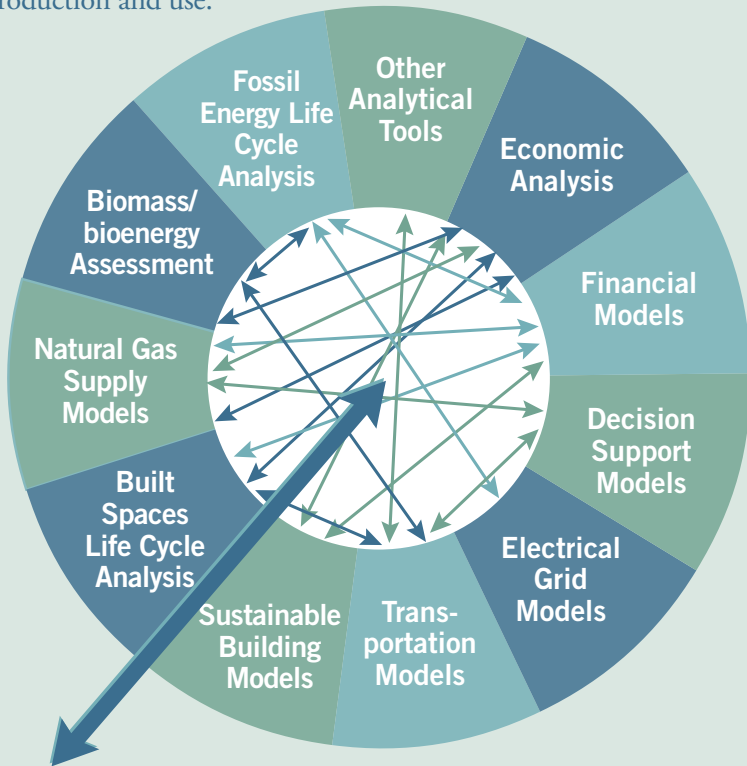 roduction and use.
Other
Analytical
Tools
Economic
Analysis
Financial
Models
Decision
Support
Models
Electrical
Grid
Models
Trans-
portation
Models
Sustainable
Building
Models
Built
Spaces
Life Cycle
Analysis
Natural Gas
Supply
Models
Biomass/
bioenergy
Assessment
Fossil
Energy Life
Cycle
Analysis